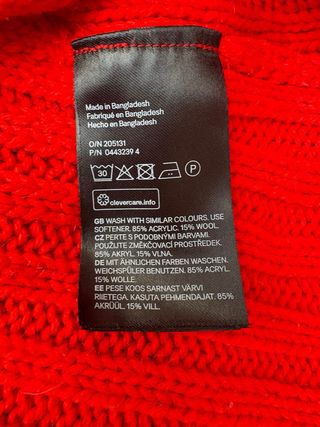 Made in Bangladesh
Fabriqué en Bangladesh
Hecho en Bangladesh
O/N 205131
P/N 0443239 4
30 P
clevercare.info
GB WASH WITH SIMILAR COLOURS. USE
SOFTENER. 85% ACRYLIC. 15% WOOL.
CZ PERTE S PODOBNÝMI BARVAMI.
POUŽIJTE ZMĚKČOVACÍ PROSTŘEDEK.
85% AKRYL. 15% VLNA.
DE MIT ÄHNLICHEN FARBEN WASCHEN.
WEICHSPÜLER BENUTZEN. 85% ACRYL.
15% WOLLE
EE PESE KOOS SARNAST VÄRVI
RIIETEGA. KASUTA PEHMENDAJAT. 85%
AKRÜÜL. 15% VILL.